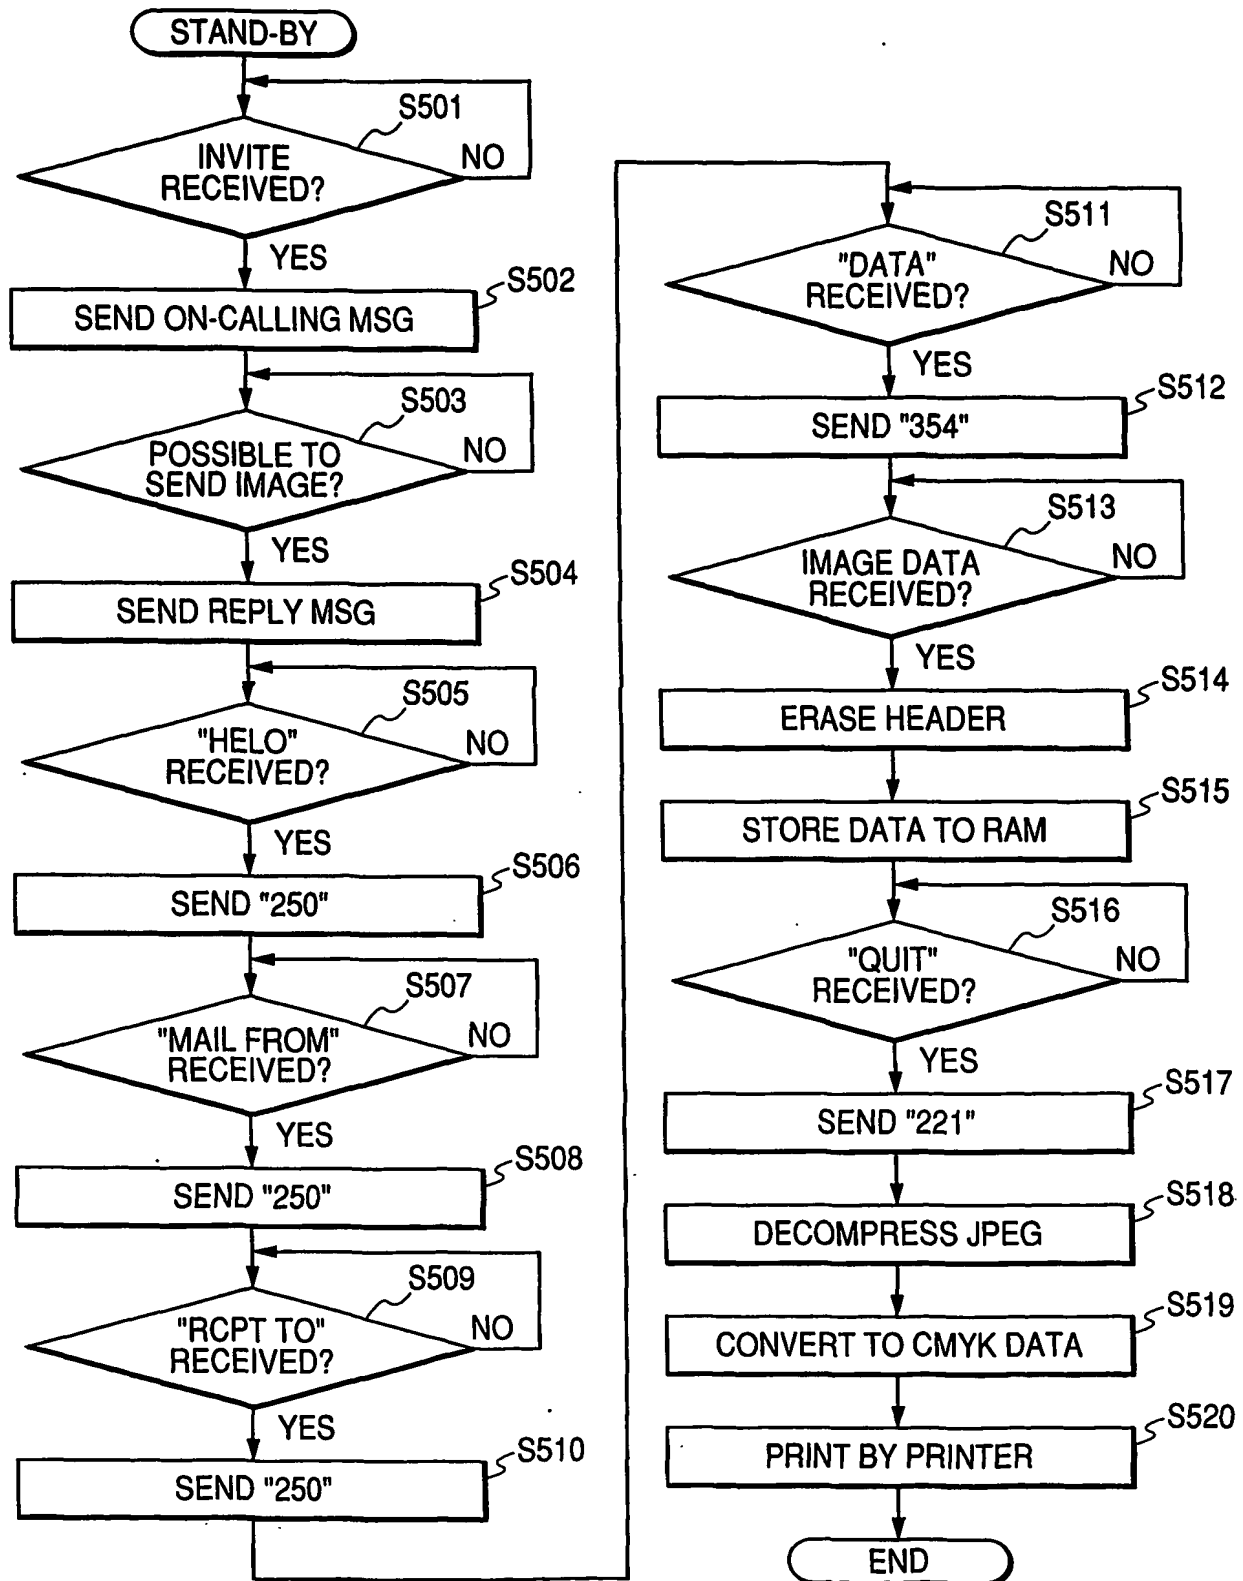 STAND-BY
S501
INVITE
RECEIVED?
NO
YES
S502
SEND ON-CALLING MSG
S503
POSSIBLE TO
SEND IMAGE?
NO
YES
S504
SEND REPLY MSG
S505
"HELO"
RECEIVED?
NO
YES
S506
SEND "250"
S507
"MAIL FROM"
RECEIVED?
NO
YES
S508
SEND "250"
S509
"RCPT TO"
RECEIVED?
NO
YES
S510
SEND "250"
S511
"DATA"
RECEIVED?
NO
YES
S512
SEND "354"
S513
IMAGE DATA
RECEIVED?
NO
YES
S514
ERASE HEADER
S515
STORE DATA TO RAM
S516
"QUIT"
RECEIVED?
NO
YES
S517
SEND "221"
S518
DECOMPRESS JPEG
S519
CONVERT TO CMYK DATA
S520
PRINT BY PRINTER
END